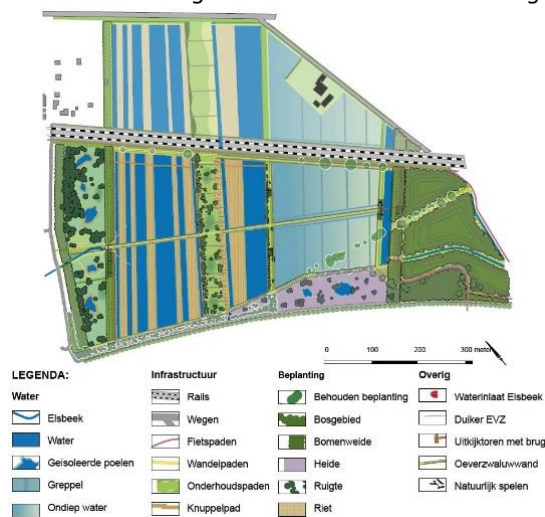 0 100 200 300 meter
LEGENDA:
Water
Elsbeek
Water
Geïsoleerde poelen
Greppel
Ondiep water
Infrastructuur
Rails
Wegen
Fietspaden
Wandelpaden
Onderhoudspaden
Knuppelpad
Beplanting
Behouden beplanting
Bosgebied
Bomenweide
Heide
Ruigte
Riet
Overig
Waterinlaat Elsbeek
Duiker EVZ
Uitkijktoren met brug
Oeverzwaluwwand
Natuurlijk spelen